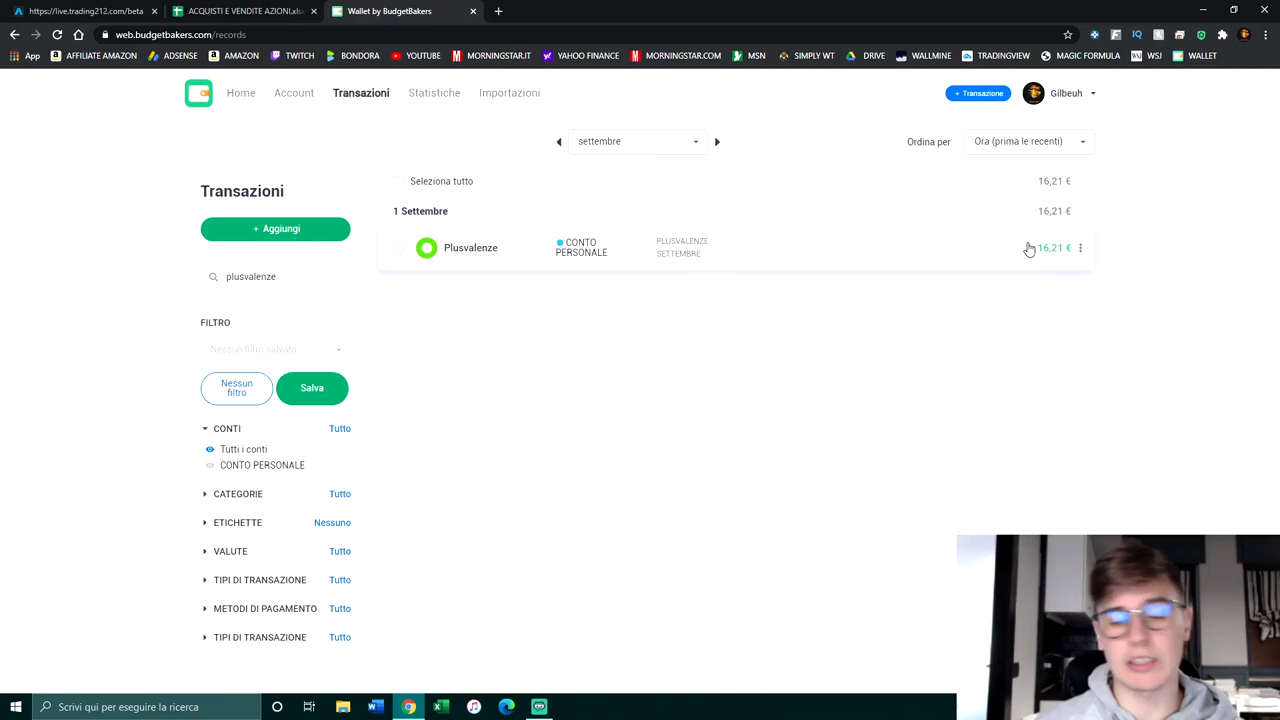 https://live.trading212.com/beta
ACQUISTI E VENDITE AZIONI.xlsx
Wallet by BudgetBakers
web.budgetbakers.com/records
App
AFFILIATE AMAZON
ADSENSE
AMAZON
TWITCH
BONDORA
YOUTUBE
MORNINGSTAR.IT
YAHOO FINANCE
MORNINGSTAR.COM
MSN
SIMPLY WT
DRIVE
WALLMINE
TRADINGVIEW
MAGIC FORMULA
WSJ
WALLET
Home
Account
Transazioni
Statistiche
Importazioni
+ Transazione
Gilbeuh
settembre
Ordina per
Ora (prima le recenti)
Transazioni
Seleziona tutto
16,21 €
1 Settembre
16,21 €
+ Aggiungi
Plusvalenze
CONTO
PERSONALE
PLUSVALENZE
SETTEMBRE
16,21 €
plusvalenze
FILTRO
Nessun filtro salvato
Nessun
filtro
Salva
CONTI
Tutto
Tutti i conti
CONTO PERSONALE
CATEGORIE
Tutto
ETICHETTE
Nessuno
VALUTE
Tutto
TIPI DI TRANSAZIONE
Tutto
METODI DI PAGAMENTO
Tutto
TIPI DI TRANSAZIONE
Tutto
Scrivi qui per eseguire la ricerca